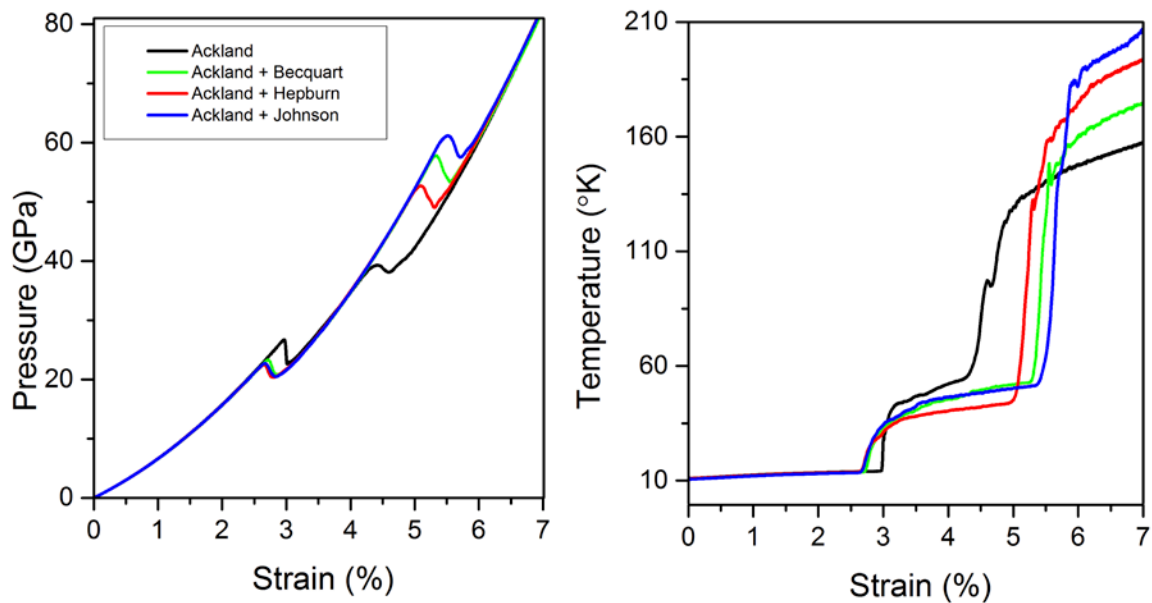 80
60
40
20
0
0 1 2 3 4 5 6 7
Pressure (GPa)
Strain (%)
Ackland
Ackland + Becquart
Ackland + Hepburn
Ackland + Johnson
210
160
110
60
10
0 1 2 3 4 5 6 7
Temperature (°K)
Strain (%)